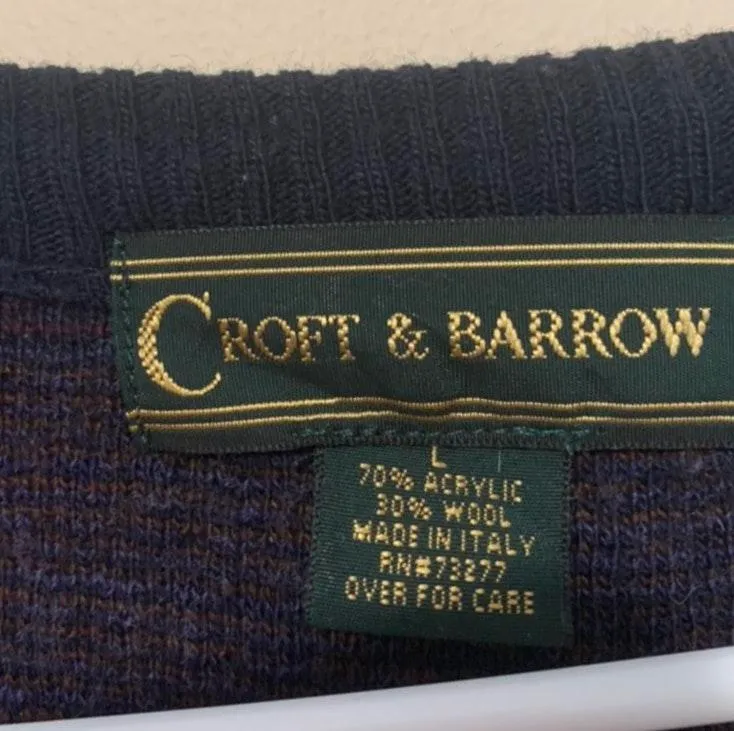 CROFT & BARROW
L
70% ACRYLIC
30% WOOL
MADE IN ITALY
RN#73277
OVER FOR CARE